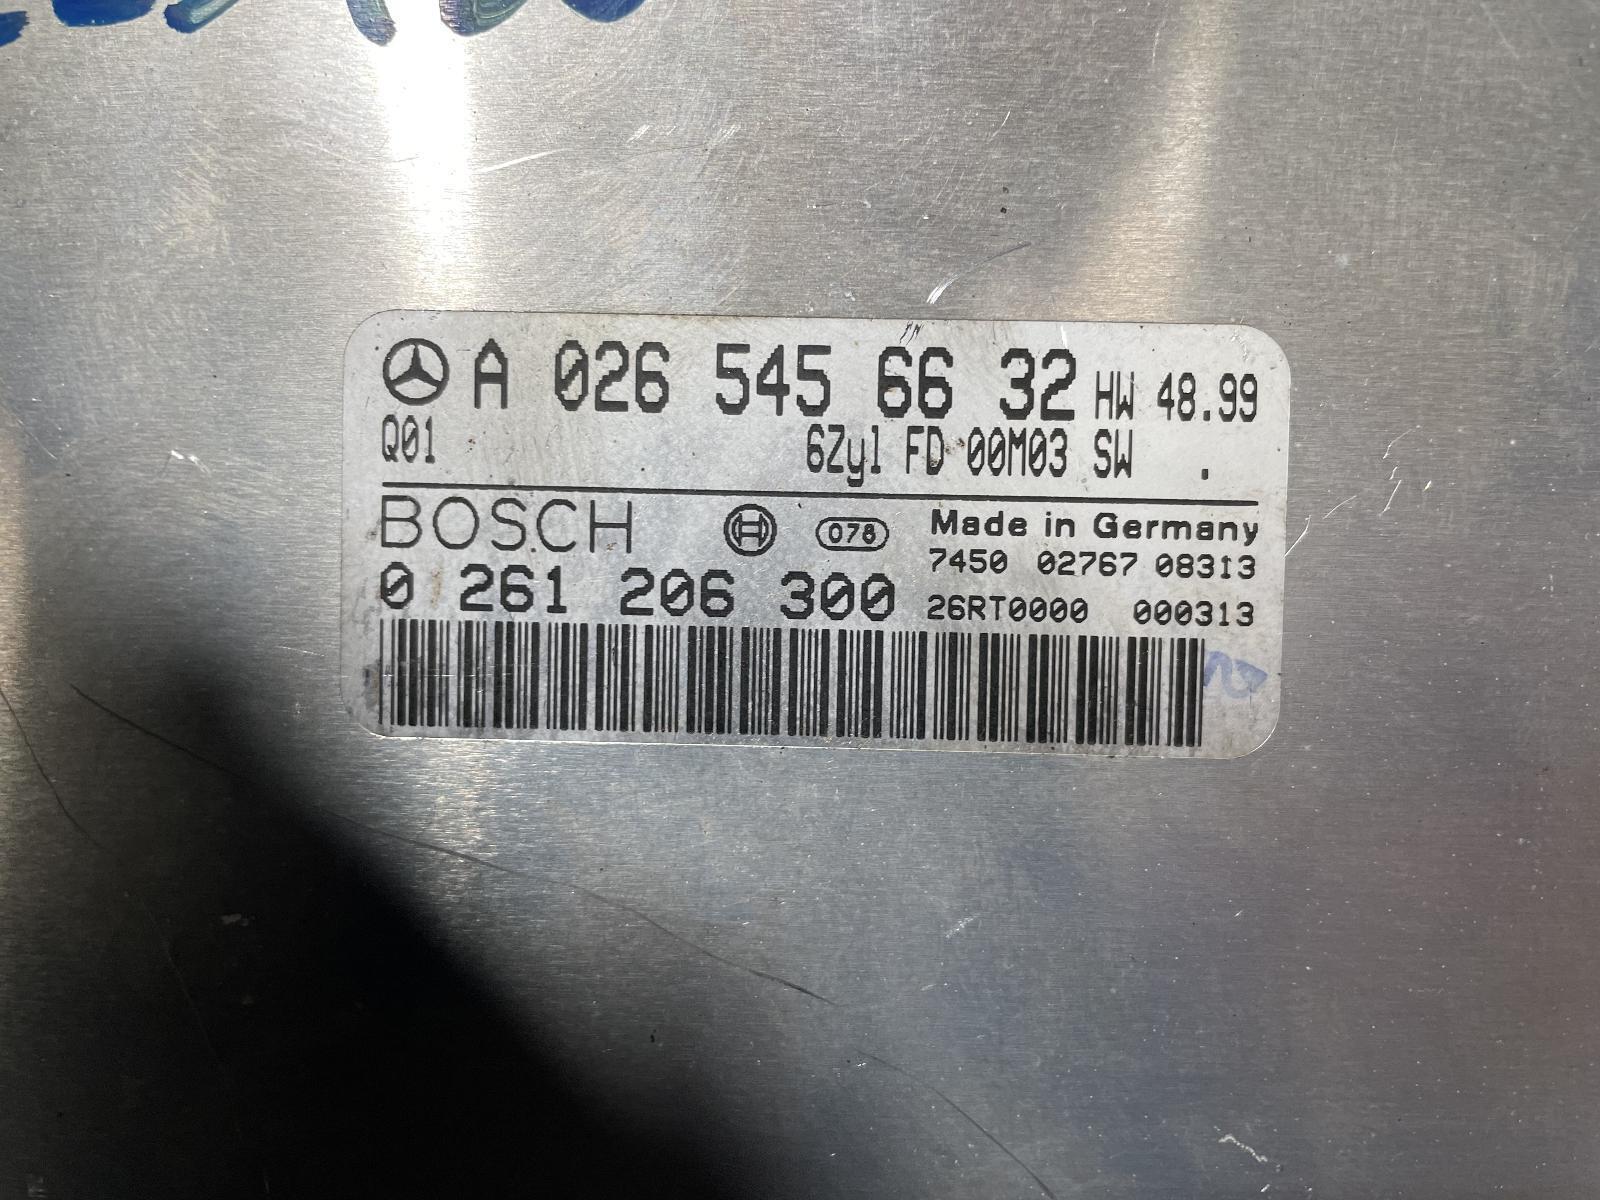 A 026 545 66 32 HW 48.99
Q01 6Zyl FD 00M03 SW .
BOSCH 078 Made in Germany
7450 02767 08313
0 261 206 300 26RT0000 000313